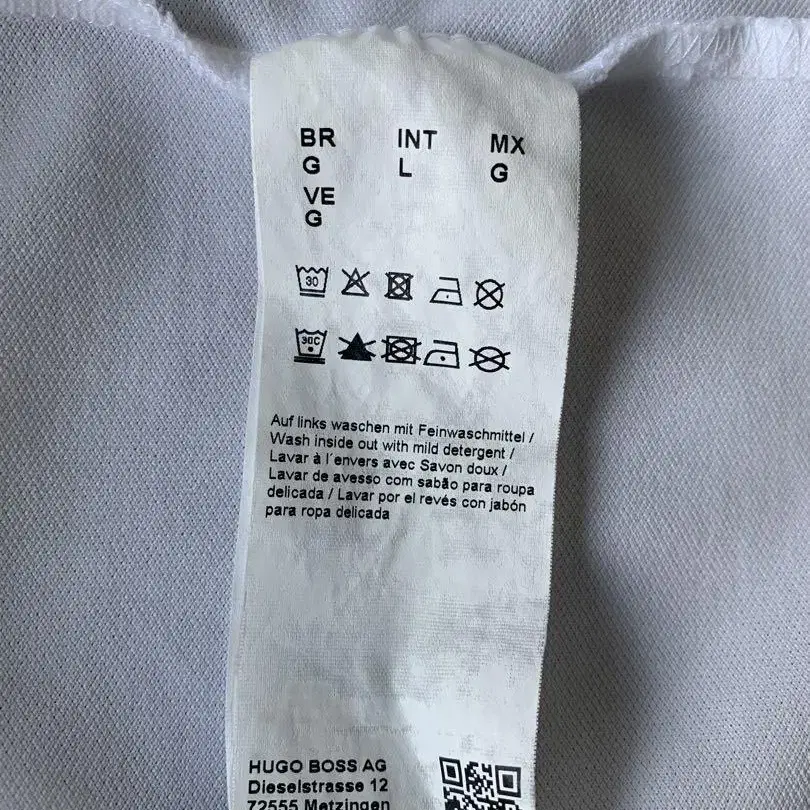 BR INT MX
G L G
VE
G
30
30C
Auf links waschen mit Feinwaschmittel /
Wash inside out with mild detergent /
Lavar à l´envers avec Savon doux /
Lavar de avesso com sabão para roupa
delicada / Lavar por el revés con jabón
para ropa delicada
HUGO BOSS AG
Dieselstrasse 12
72555 Metzingen